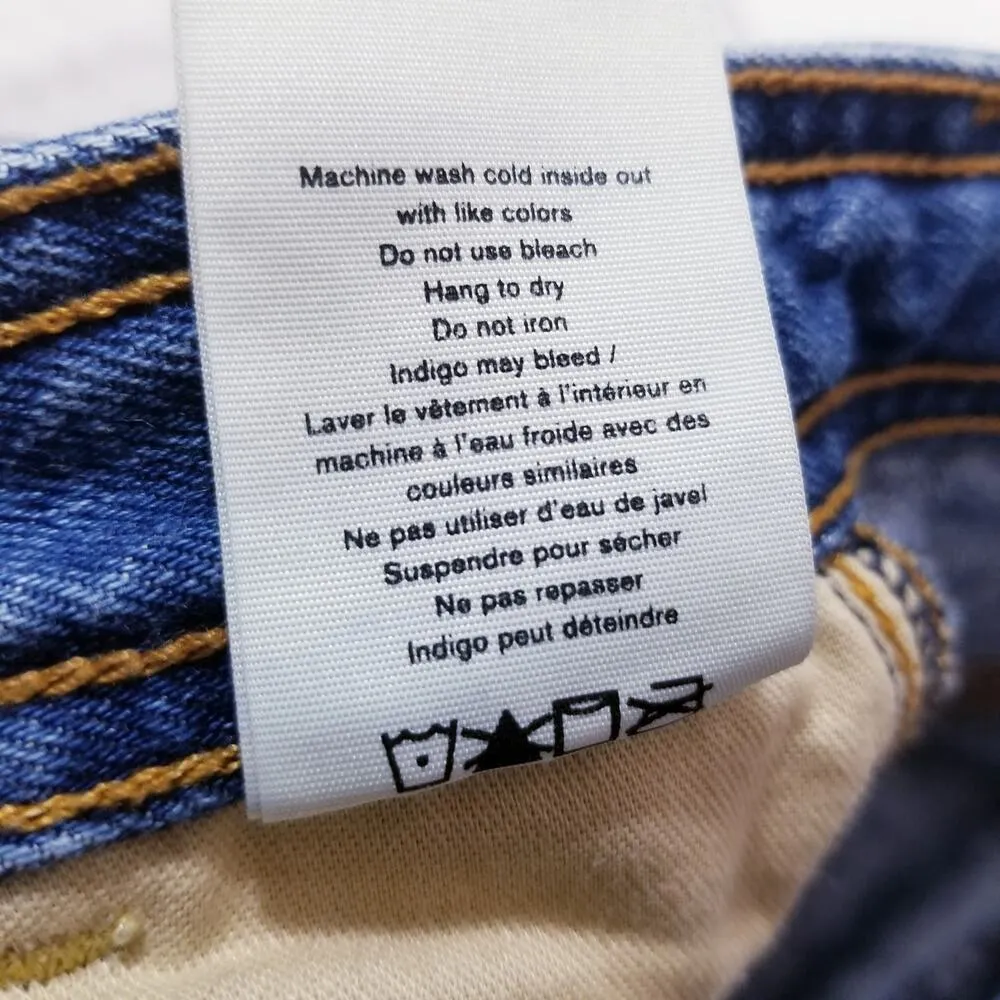 Machine wash cold inside out
with like colors
Do not use bleach
Hang to dry
Do not iron
Indigo may bleed /
Laver le vêtement à l'intérieur en
machine à l'eau froide avec des
couleurs similaires
Ne pas utiliser d'eau de javel
Suspendre pour sécher
Ne pas repasser
Indigo peut déteindre